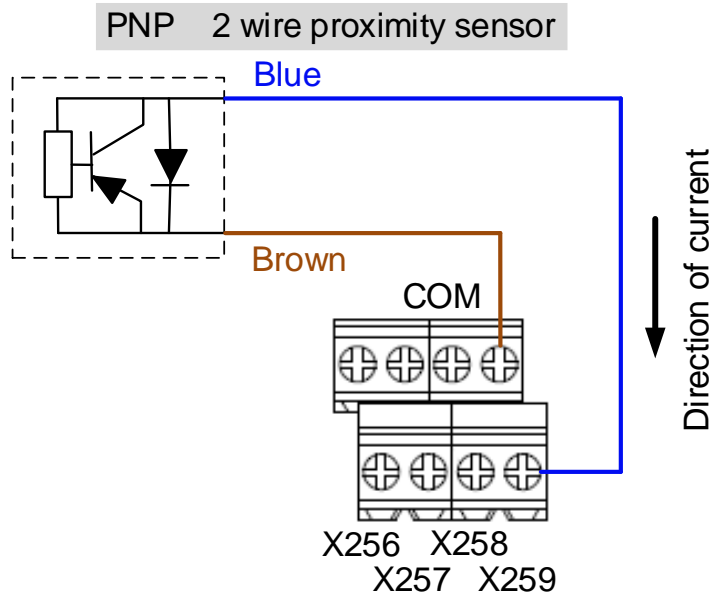 PNP 2 wire proximity sensor
Blue
Brown
COM
Direction of current
X256 X258
X257 X259